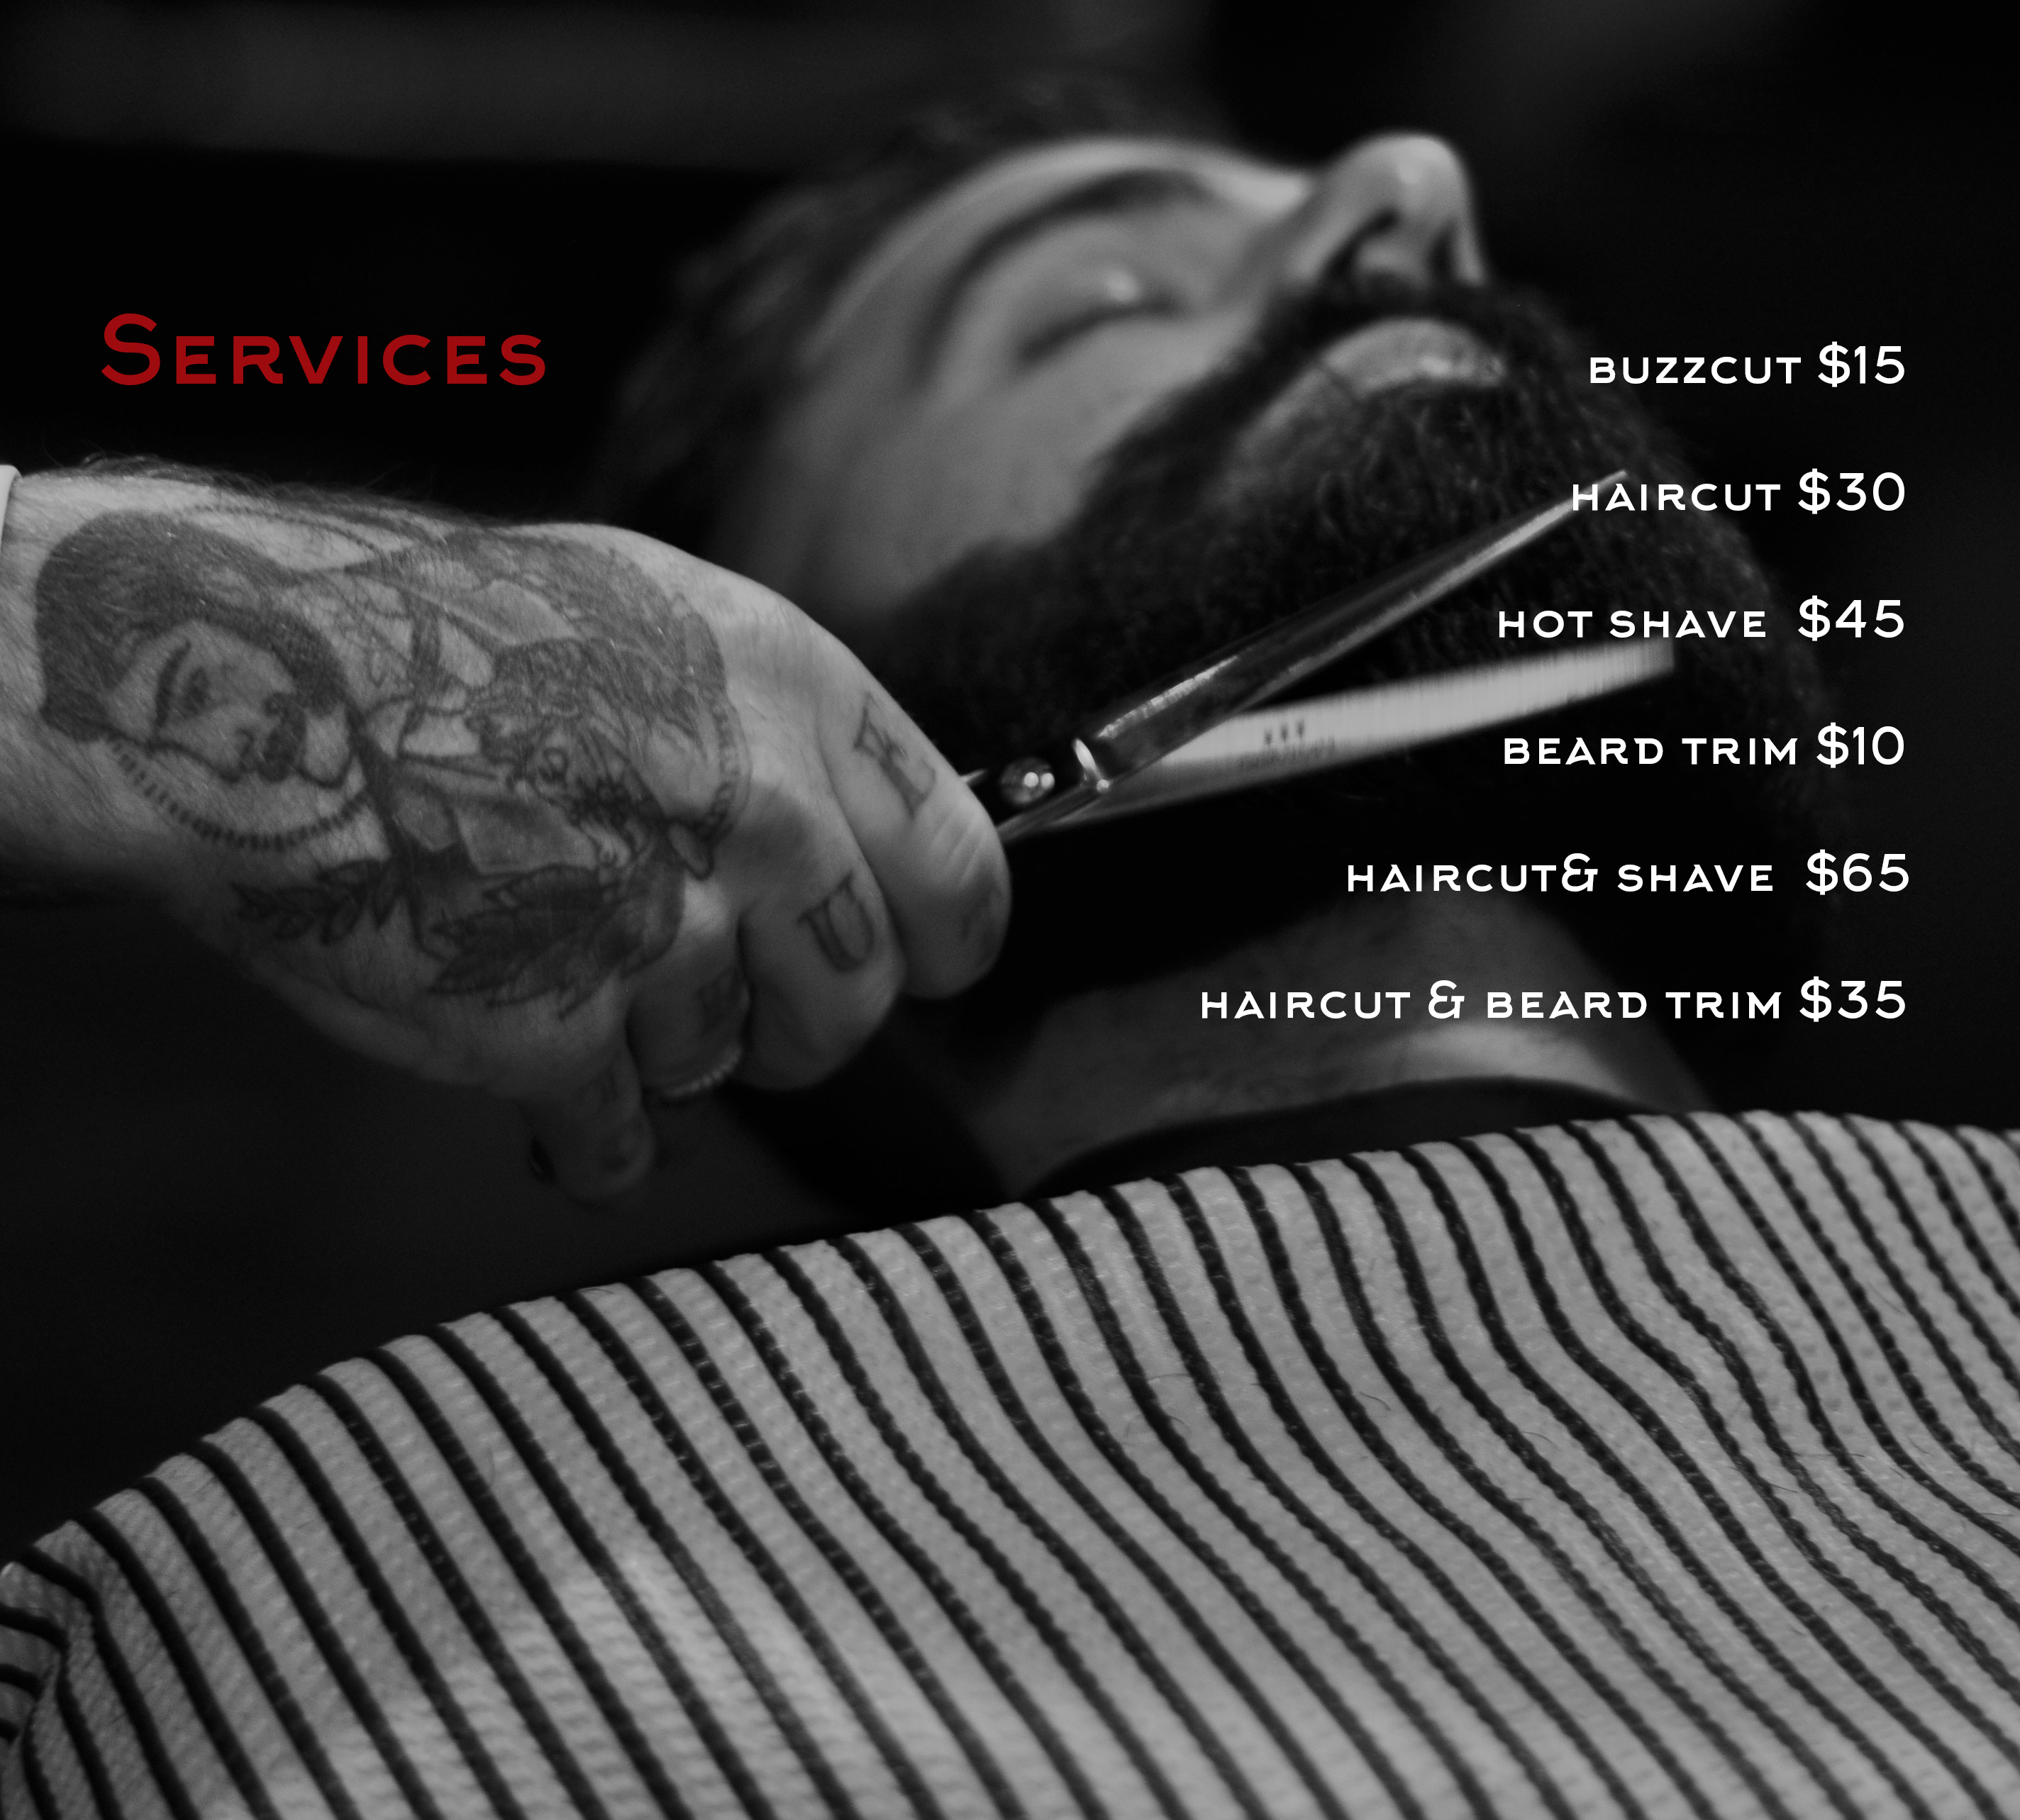 Services
BUZZCUT $15
HAIRCUT $30
HOT SHAVE $45
BEARD TRIM $10
HAIRCUT& SHAVE $65
HAIRCUT & BEARD TRIM $35